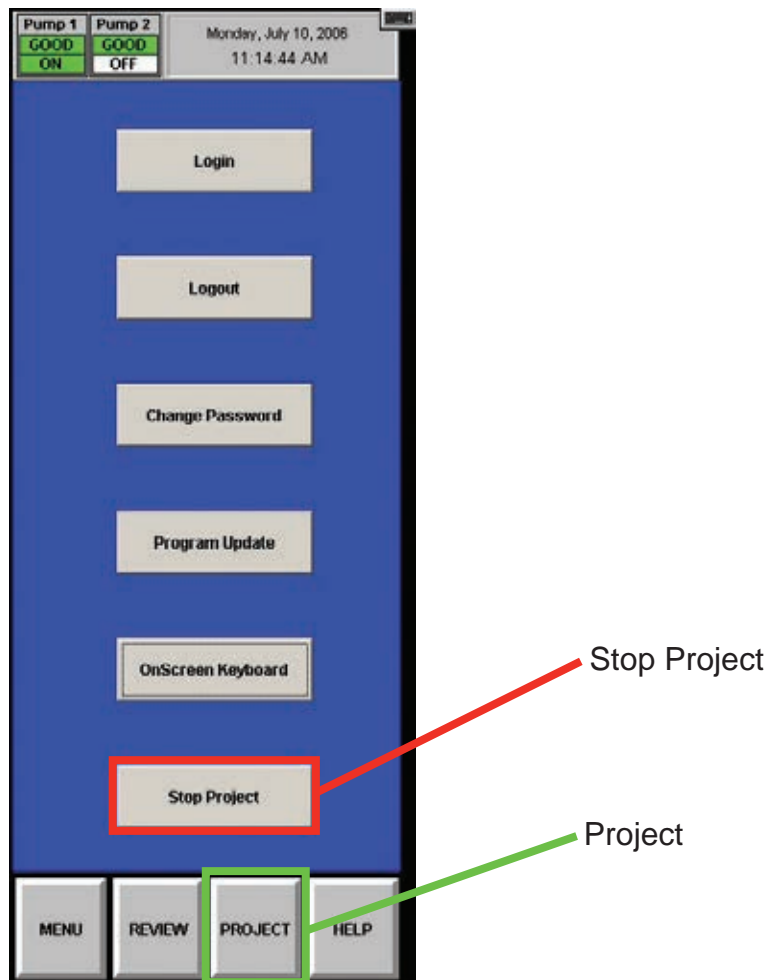 Pump 1 Pump 2
GOOD GOOD
ON OFF
Monday, July 10, 2006
11:14:44 AM
Login
Logout
Change Password
Program Update
OnScreen Keyboard
Stop Project
Stop Project
Project
MENU REVIEW PROJECT HELP